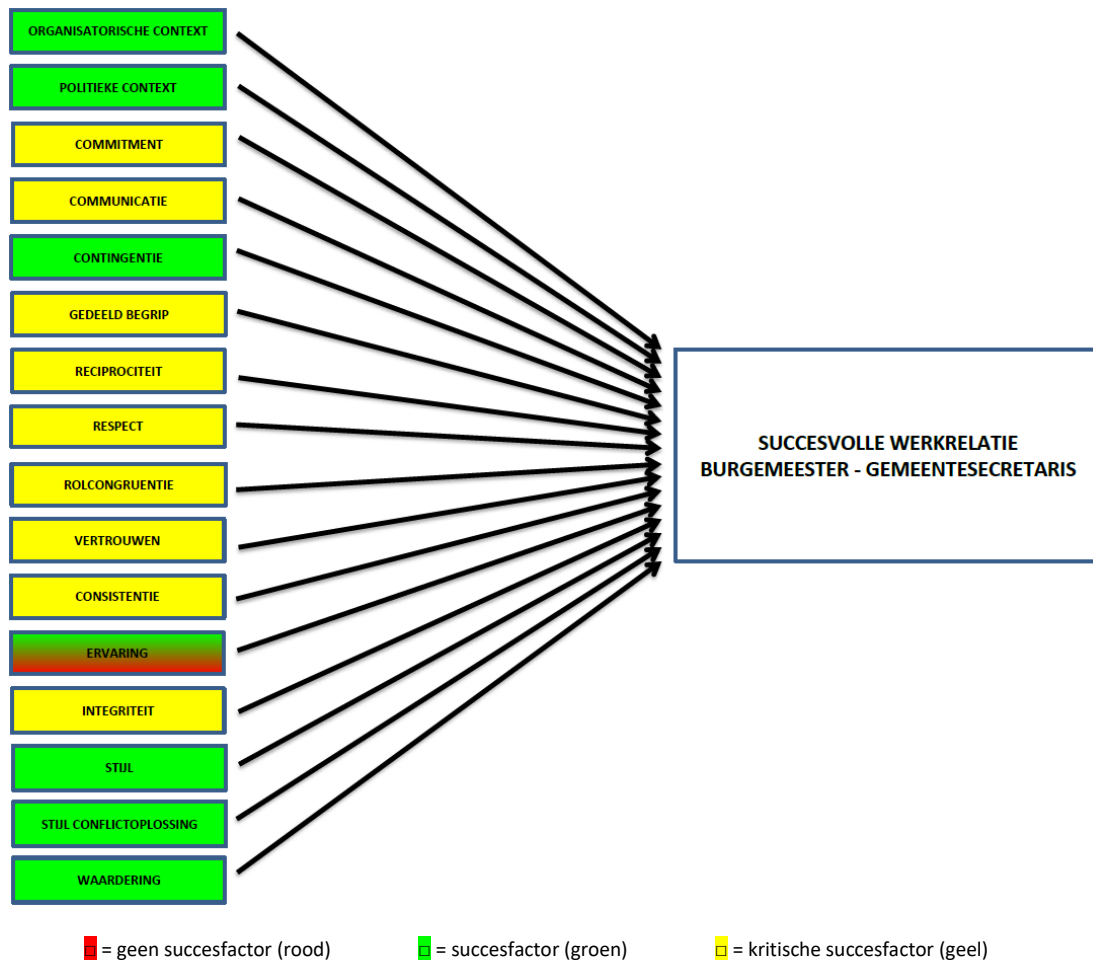 ORGANISATORISCHE CONTEXT
POLITIEKE CONTEXT
COMMITMENT
COMMUNICATIE
CONTINGENTIE
GEDEELD BEGRIP
RECIPROCITEIT
RESPECT
ROLCONGRUENTIE
VERTROUWEN
CONSISTENTIE
ERVARING
INTEGRITEIT
STIJL
STIJL CONFLICTOPLOSSING
WAARDERING
SUCCESVOLLE WERKRELATIE
BURGEMEESTER - GEMEENTESECRETARIS
□ = geen succesfactor (rood) □ = succesfactor (groen) □ = kritische succesfactor (geel)